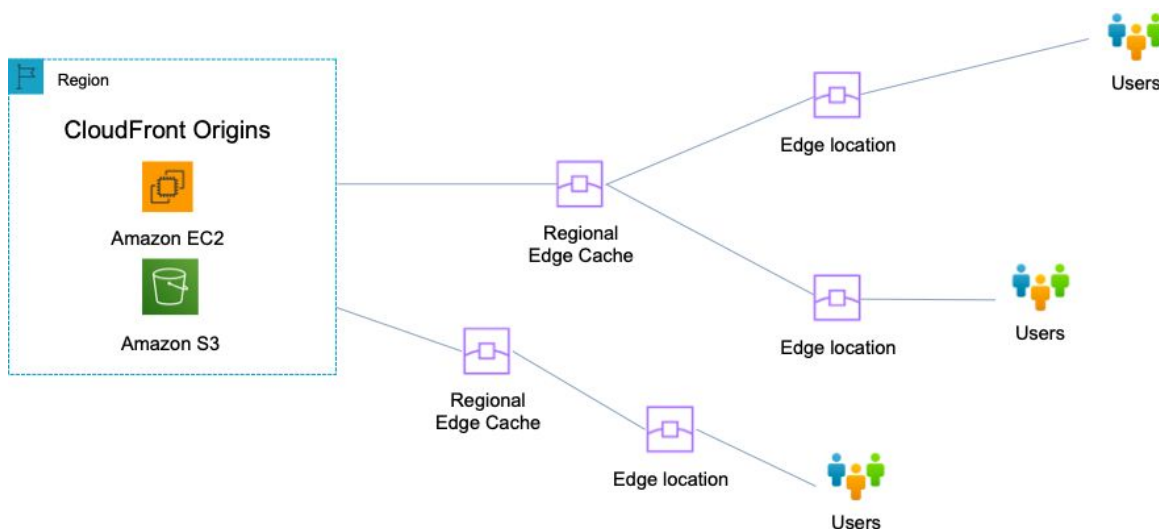 Region
CloudFront Origins
Amazon EC2
Amazon S3
Regional
Edge Cache
Regional
Edge Cache
Edge location
Edge location
Edge location
Users
Users
Users